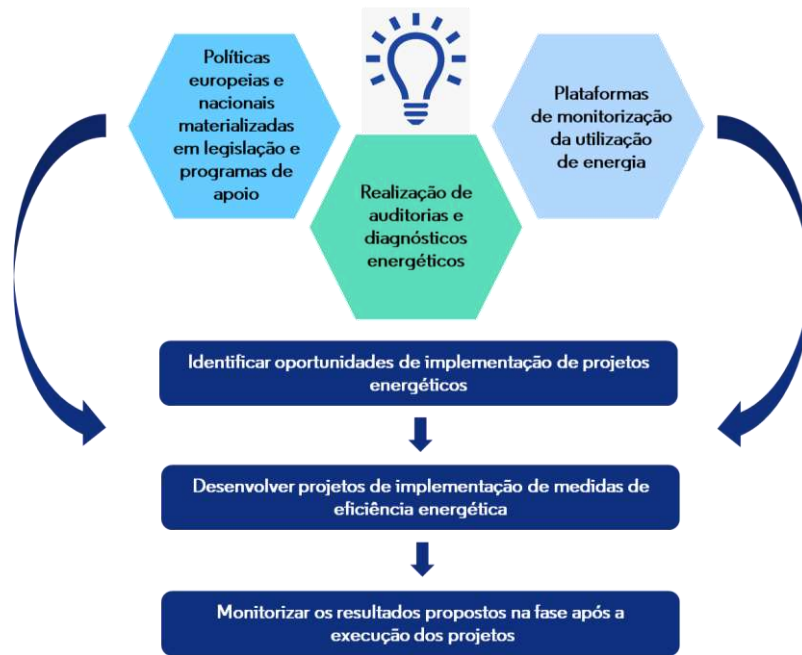 Políticas
europeias e
nacionais
materializadas
em legislação e
programas de
apoio
Realização de
auditorias e
diagnósticos
energéticos
Plataformas
de monitorização
da utilização
de energia
Identificar oportunidades de implementação de projetos
energéticos
Desenvolver projetos de implementação de medidas de
eficiência energética
Monitorizar os resultados propostos na fase após a
execução dos projetos